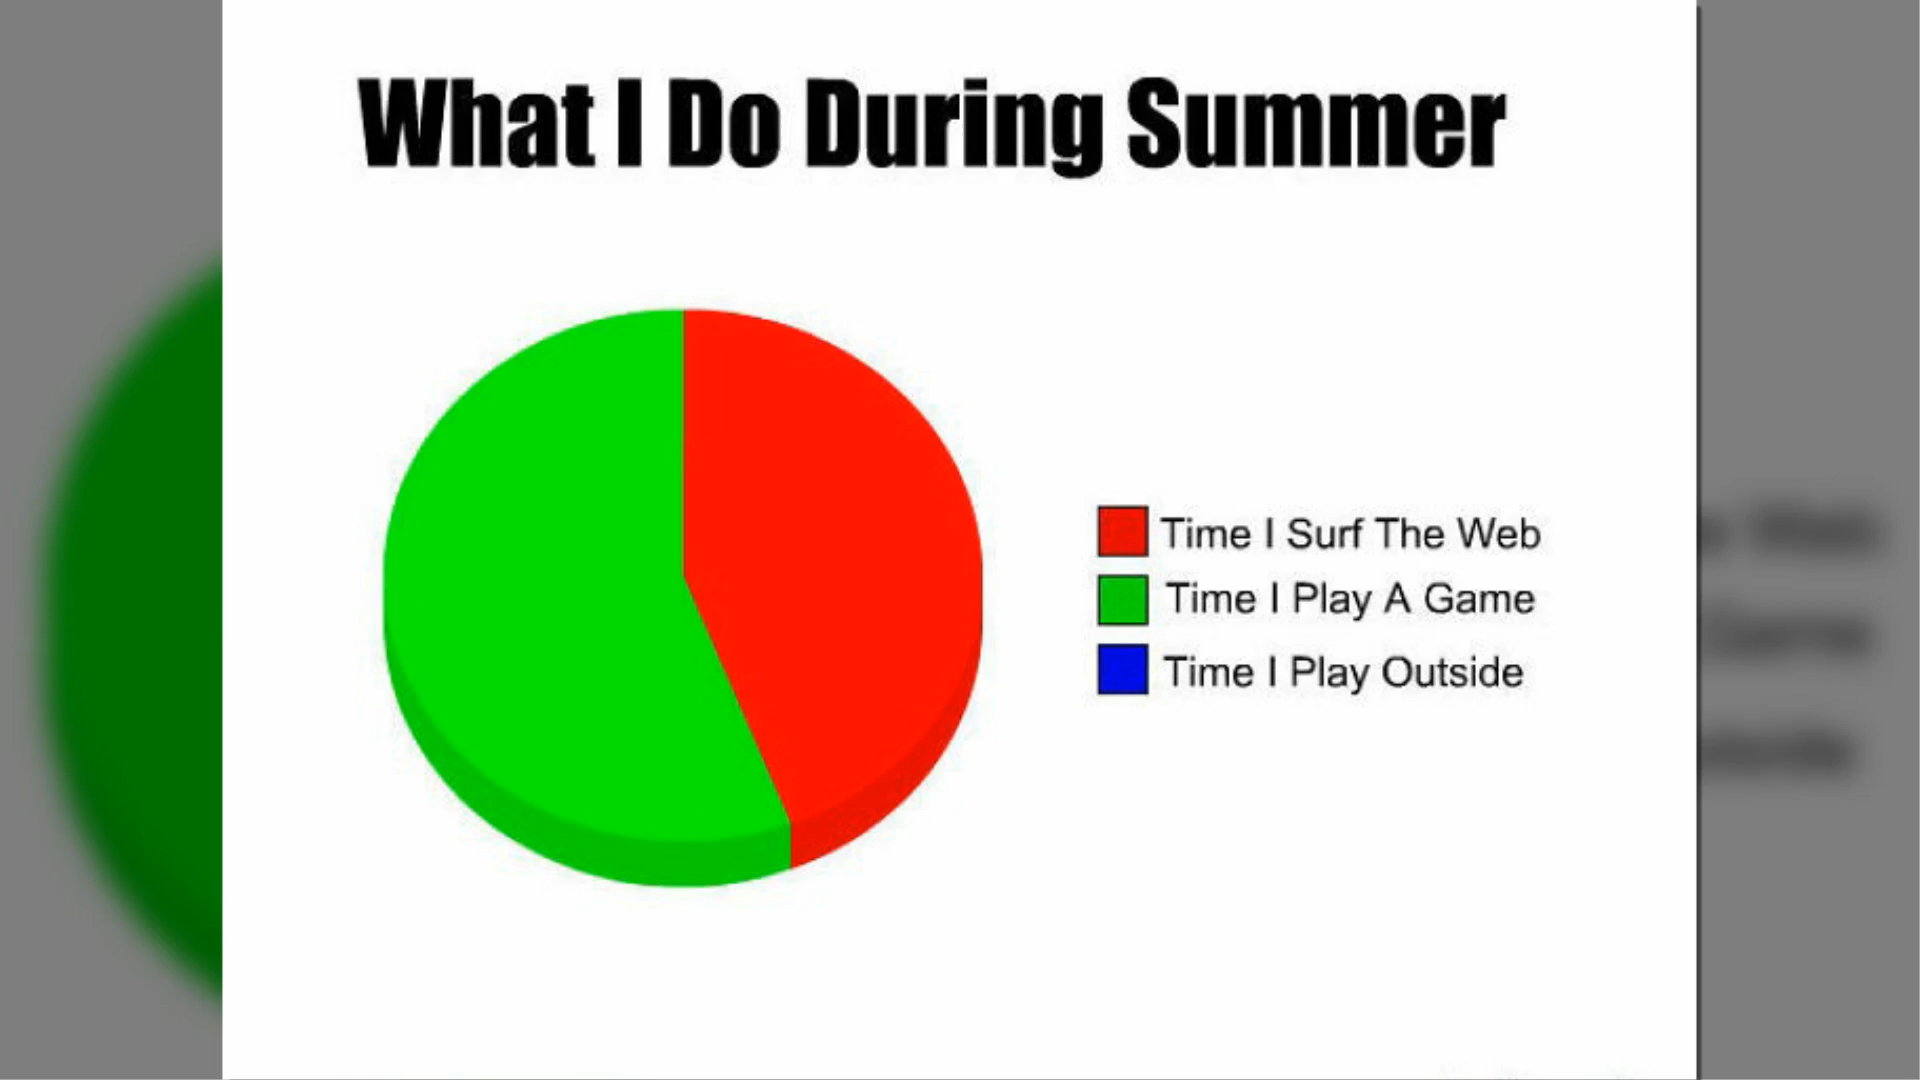 What I Do During Summer
Time I Surf The Web
Time I Play A Game
Time I Play Outside